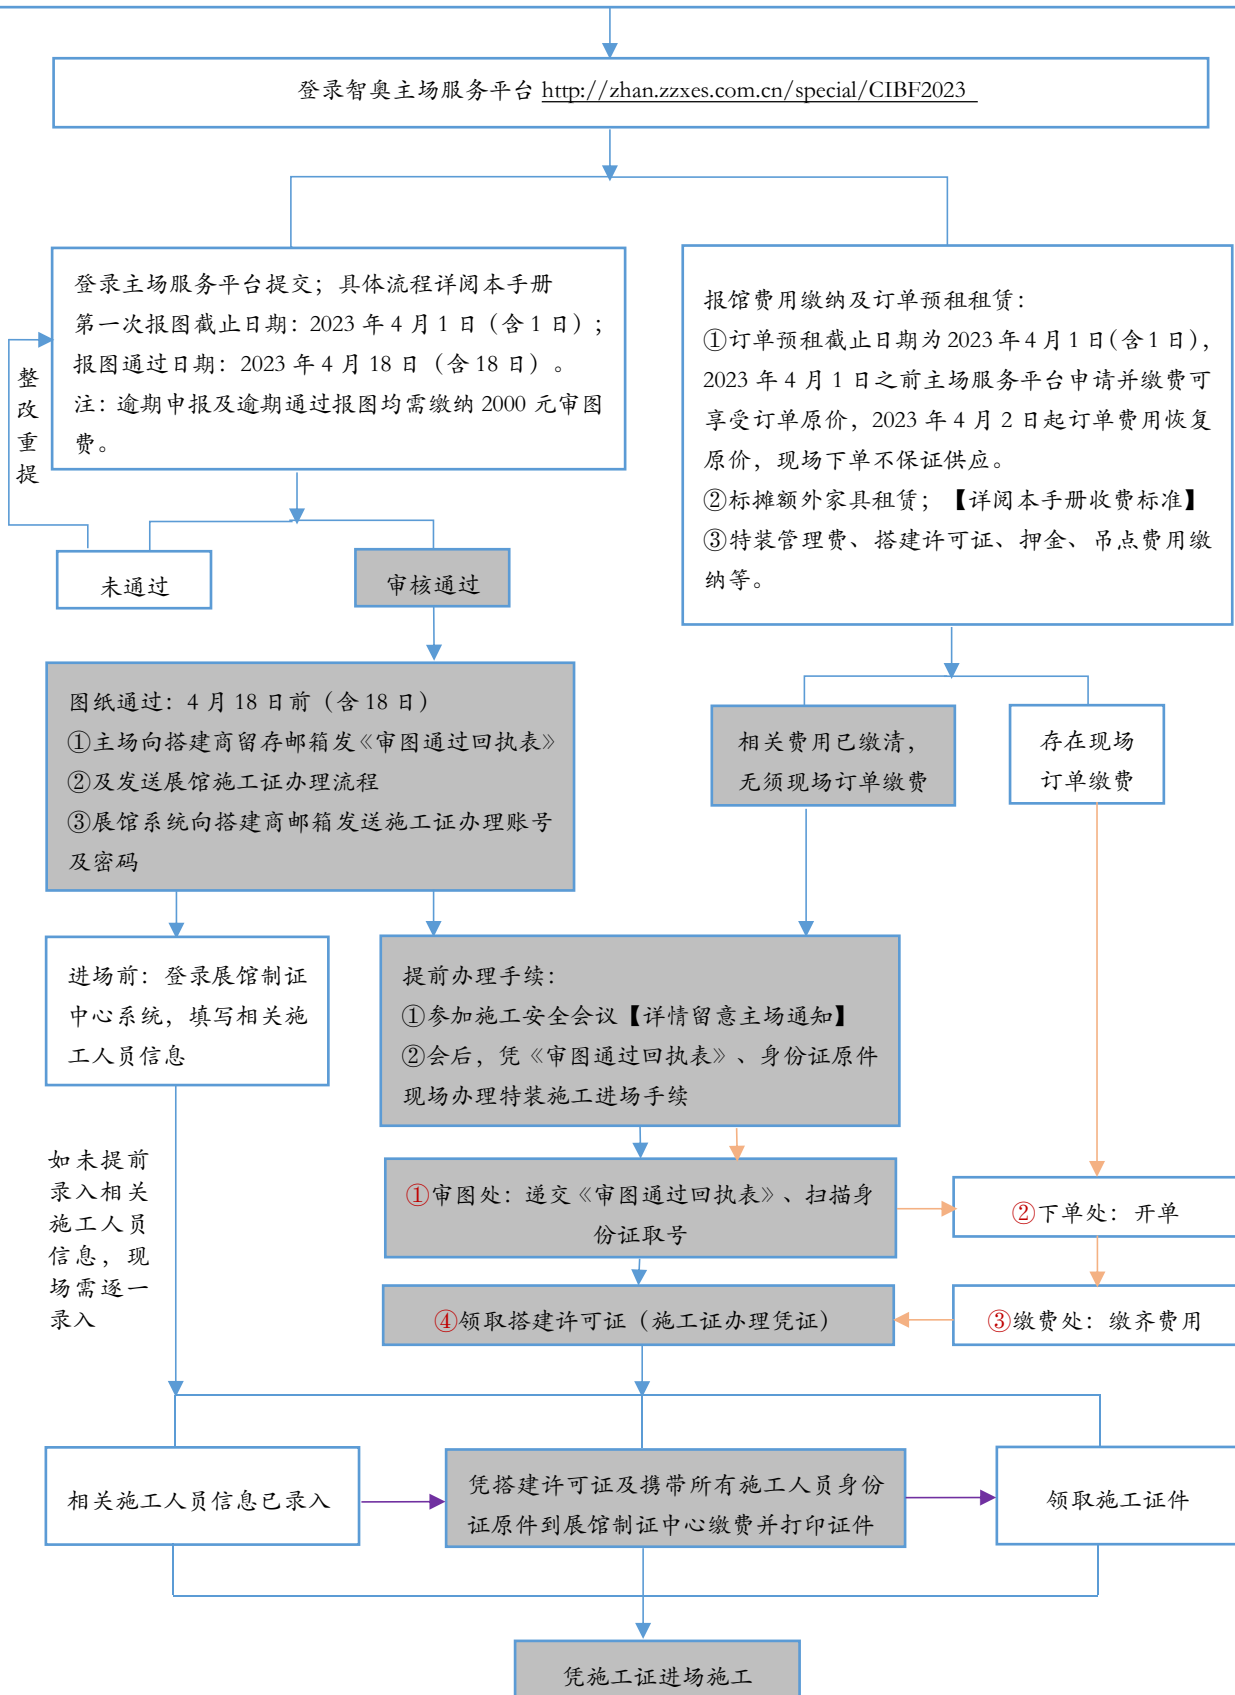 登录智奥主场服务平台 http://zhan.zzxes.com.cn/special/CIBF2023
登录主场服务平台提交；具体流程详阅本手册
第一次报图截止日期：2023 年 4 月 1 日（含 1 日）；
报图通过日期：2023 年 4 月 18 日（含 18 日）。
注：逾期申报及逾期通过报图均需缴纳 2000 元审图
费。
整
改
重
提
报馆费用缴纳及订单预租租赁：
①订单预租截止日期为 2023 年 4 月 1 日（含 1 日），
2023 年 4 月 1 日之前主场服务平台申请并缴费可
享受订单原价，2023 年 4 月 2 日起订单费用恢复
原价，现场下单不保证供应。
②标摊额外家具租赁；【详阅本手册收费标准】
③特装管理费、搭建许可证、押金、吊点费用缴
纳等。
未通过
审核通过
图纸通过：4 月 18 日前（含 18 日）
①主场向搭建商留存邮箱发《审图通过回执表》
②及发送展馆施工证办理流程
③展馆系统向搭建商邮箱发送施工证办理账号
及密码
相关费用已缴清，
无须现场订单缴费
存在现场
订单缴费
进场前：登录展馆制证
中心系统，填写相关施
工人员信息
提前办理手续：
①参加施工安全会议【详情留意主场通知】
②会后，凭《审图通过回执表》、身份证原件
现场办理特装施工进场手续
如未提前
录入相关
施工人员
信息，现
场需逐一
录入
①审图处：递交《审图通过回执表》、扫描身
份证取号
②下单处：开单
④领取搭建许可证（施工证办理凭证）
③缴费处：缴齐费用
相关施工人员信息已录入
凭搭建许可证及携带所有施工人员身份
证原件到展馆制证中心缴费并打印证件
领取施工证件
凭施工证进场施工